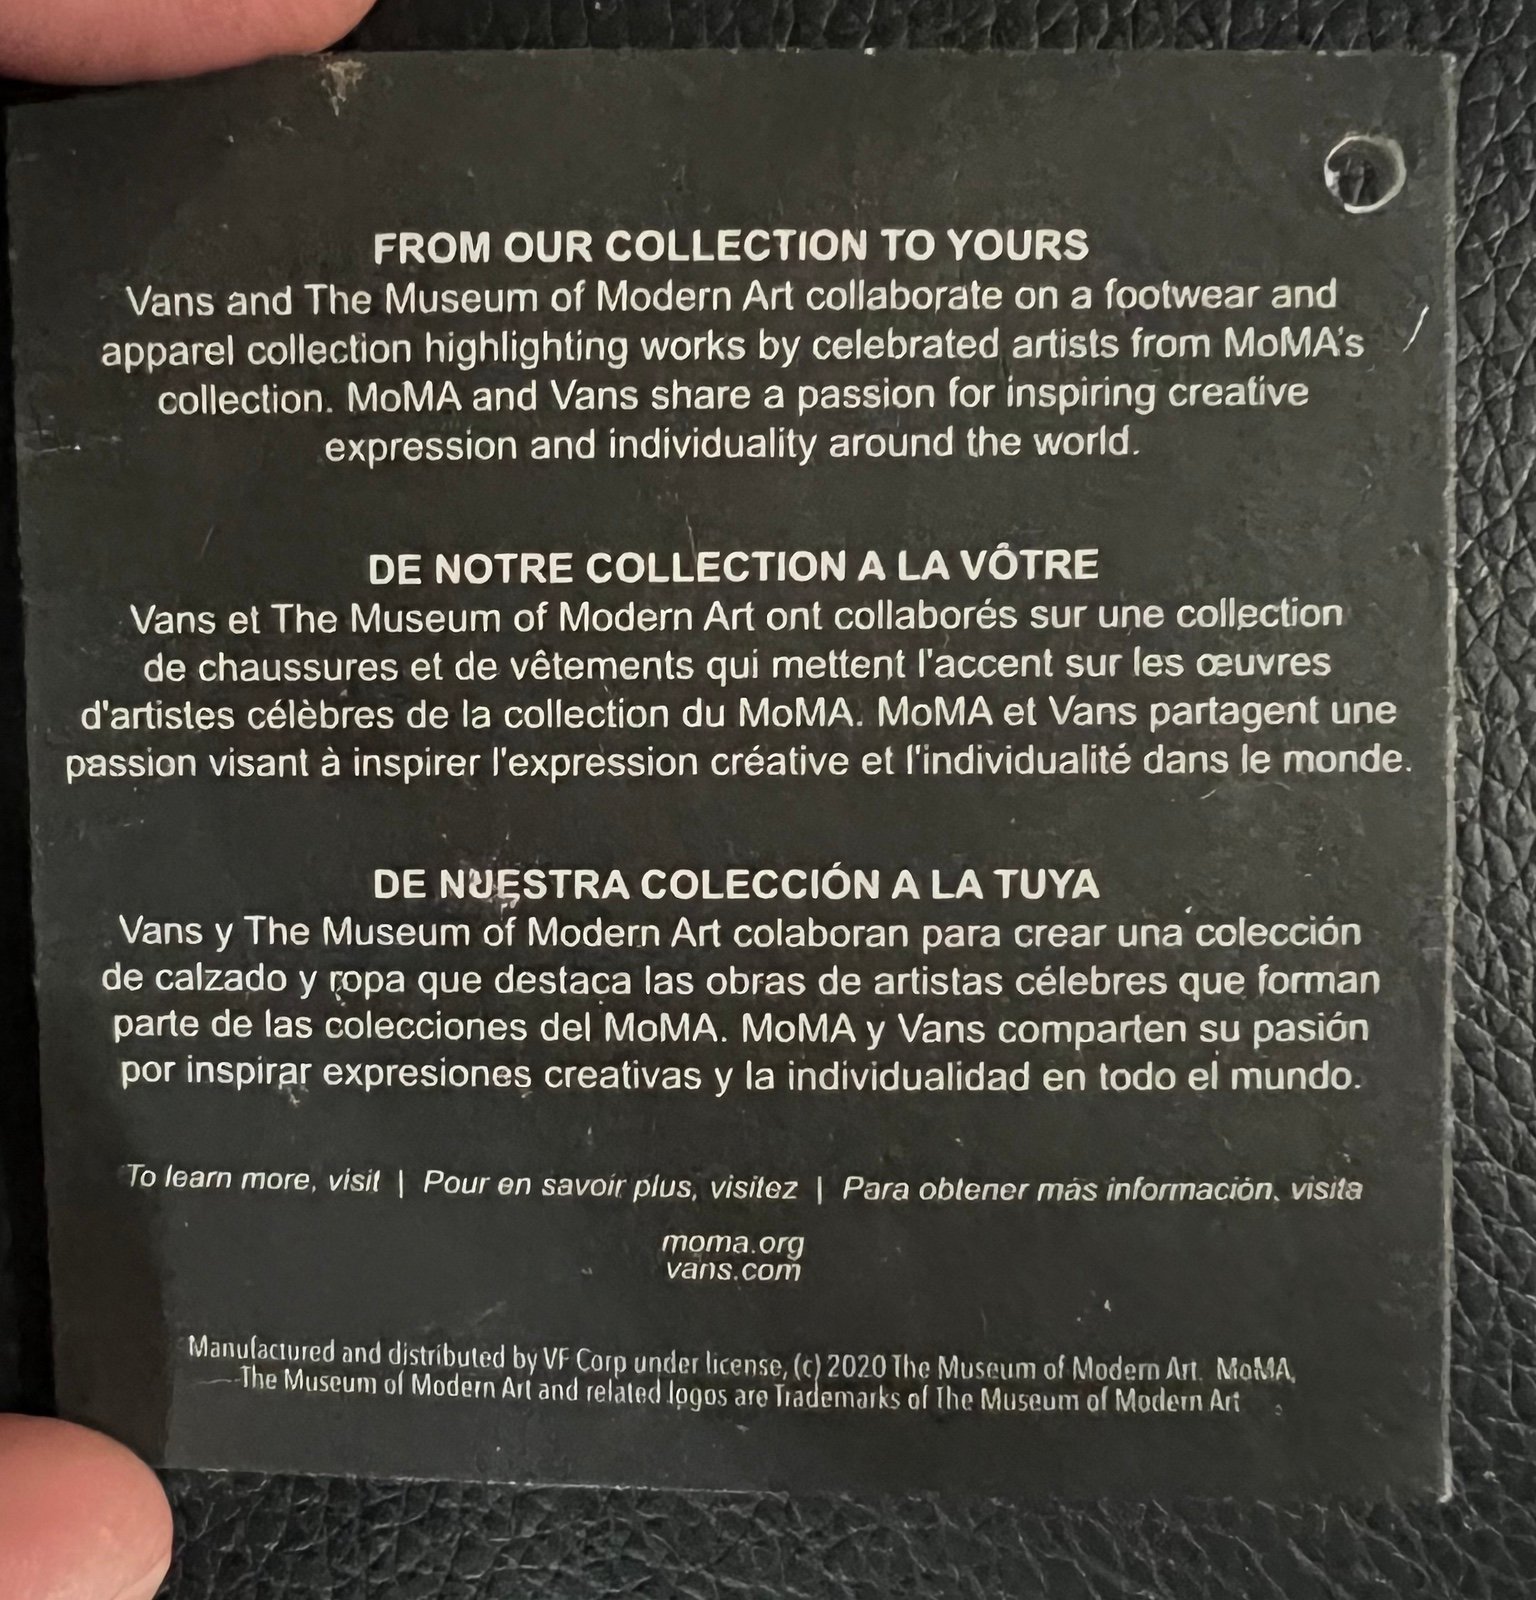 FROM OUR COLLECTION TO YOURS
Vans and The Museum of Modern Art collaborate on a footwear and
apparel collection highlighting works by celebrated artists from MoMA's
collection. MoMA and Vans share a passion for inspiring creative
expression and individuality around the world.
DE NOTRE COLLECTION A LA VÔTRE
Vans et The Museum of Modern Art ont collaborés sur une collection
de chaussures et de vêtements qui mettent l'accent sur les œuvres
d'artistes célèbres de la collection du MoMA. MoMA et Vans partagent une
passion visant à inspirer l'expression créative et l'individualité dans le monde.
DE NUESTRA COLECCIÓN A LA TUYA
Vans y The Museum of Modern Art colaboran para crear una colección
de calzado y ropa que destaca las obras de artistas célebres que forman
parte de las colecciones del MoMA. MoMA y Vans comparten su pasión
por inspirar expresiones creativas y la individualidad en todo el mundo.
To learn more, visit | Pour en savoir plus, visitez | Para obtener más información, visita
moma.org
vans.com
Manufactured and distributed by VF Corp under license, (c) 2020 The Museum of Modern Art. MoMA,
The Museum of Modern Art and related logos are Trademarks of The Museum of Modern Art